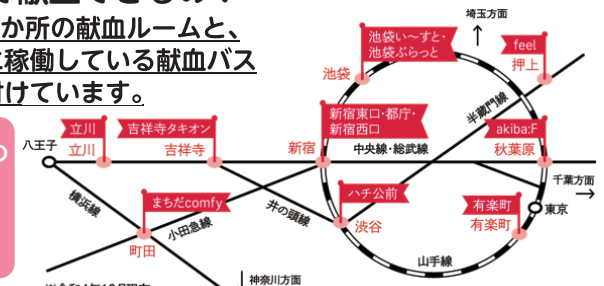 か所の献血ルームと、
に稼働している献血バス
けています。
埼玉方面
池袋い〜すと・
池袋ぶらっと
池袋
feel
押上
半蔵門線
立川
立川
吉祥寺タキオン
吉祥寺
新宿東口・都庁・
新宿西口
新宿
中央線・総武線
akiba:F
秋葉原
八王子
千葉方面
横浜線
まちだcomfy
町田
小田急線
井の頭線
ハチ公前
渋谷
有楽町
有楽町
東京
山手線
神奈川方面